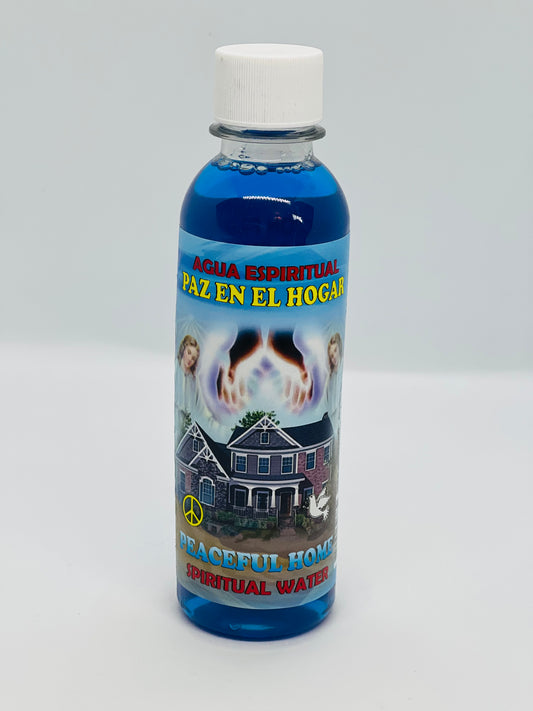 AGUA ESPIRITUAL
PAZ EN EL HOGAR
PEACEFUL HOME
SPIRITUAL WATER